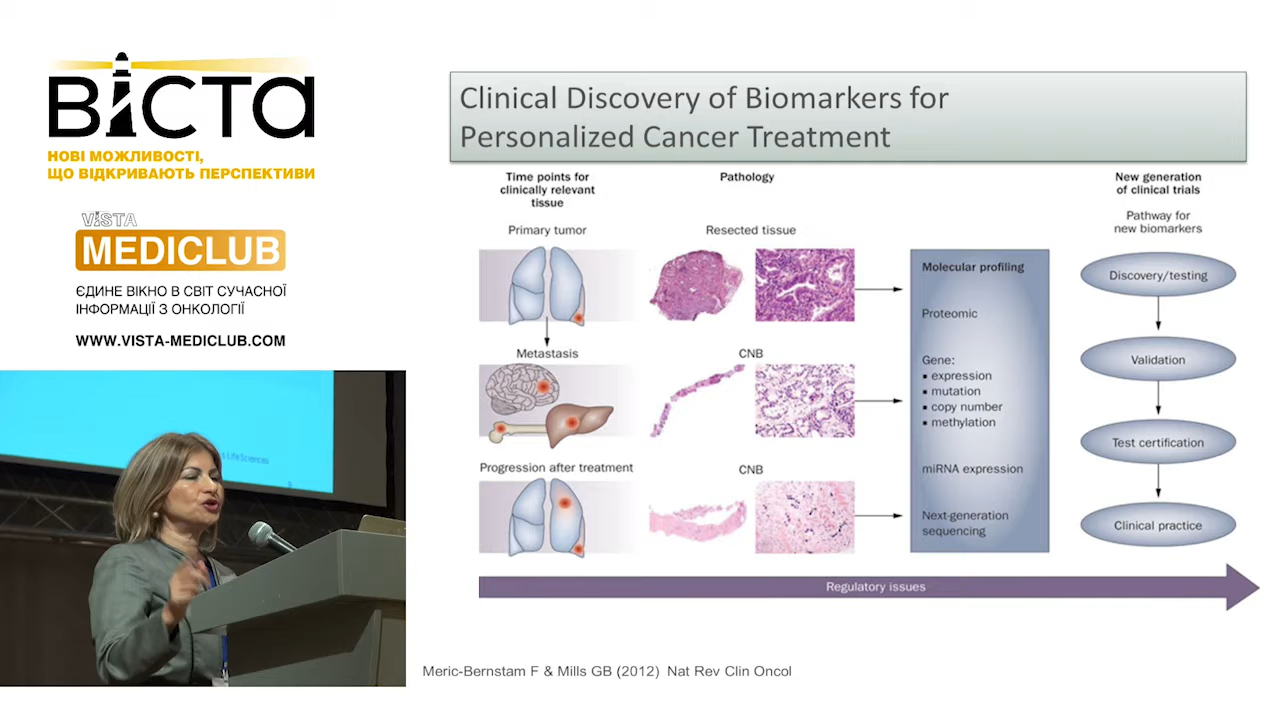 вістa
НОВІ МОЖЛИВОСТІ,
ЩО ВІДКРИВАЮТЬ ПЕРСПЕКТИВИ
ViSTA
MEDICLUB
ЄДИНЕ ВІКНО В СВІТ СУЧАСНОЇ
ІНФОРМАЦІЇ З ОНКОЛОГІЇ
WWW.VISTA-MEDICLUB.COM
Life Sciences
Clinical Discovery of Biomarkers for
Personalized Cancer Treatment
Time points for
clinically relevant
tissue
Pathology
New generation
of clinical trials
Primary tumor
Resected tissue
Pathway for
new biomarkers
Metastasis
CNB
Progression after treatment
CNB
Molecular profiling
Proteomic
Gene:
▪ expression
▪ mutation
▪ copy number
▪ methylation
miRNA expression
Next-generation
sequencing
Discovery/testing
Validation
Test certification
Clinical practice
Regulatory issues
Meric-Bernstam F & Mills GB (2012) Nat Rev Clin Oncol